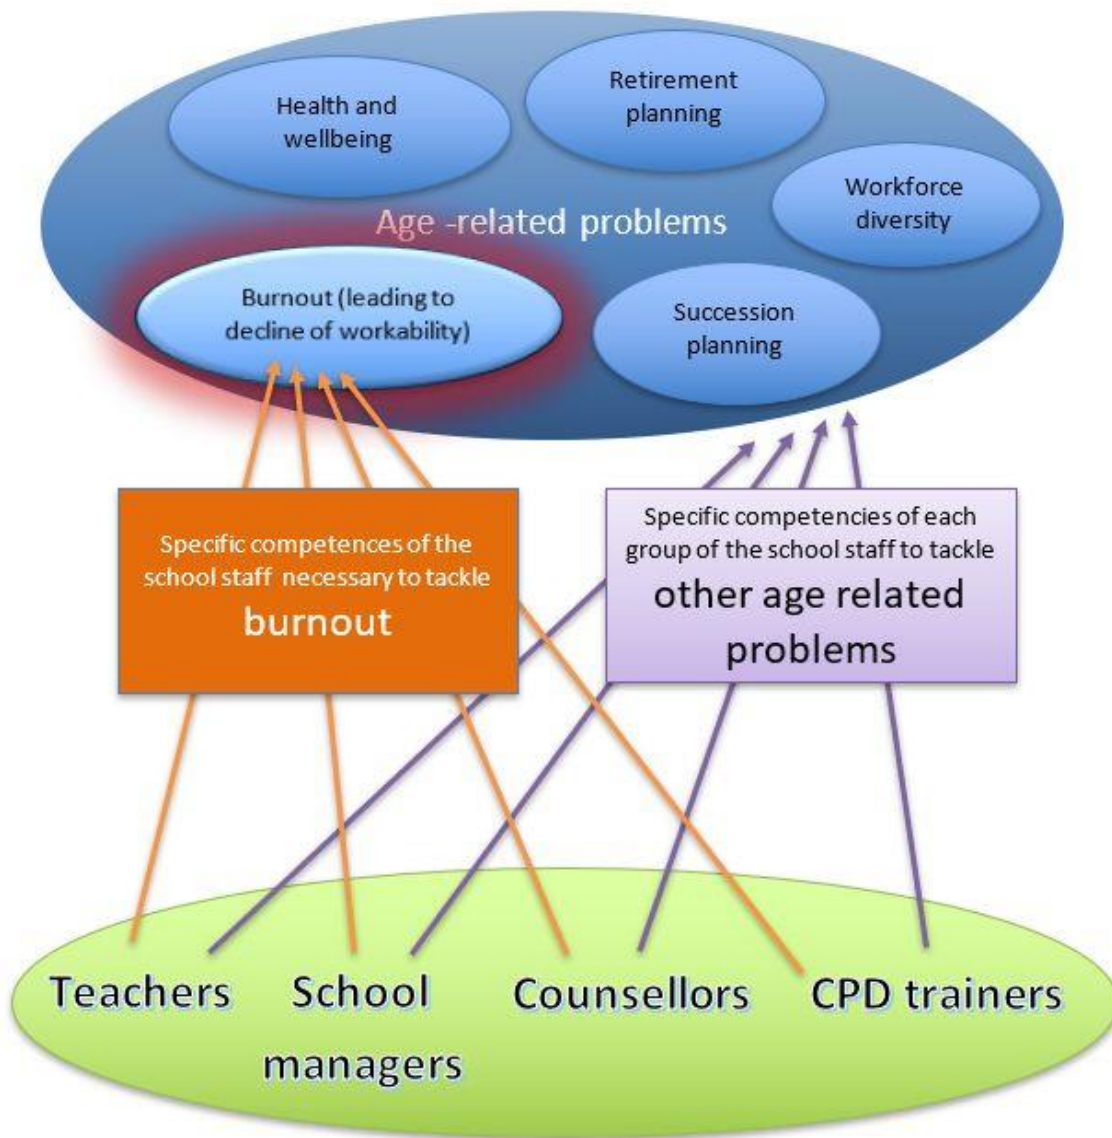 Health and
wellbeing
Retirement
planning
Workforce
diversity
Age -related problems
Burnout (leading to
decline of workability)
Succession
planning
Specific competences of the
school staff necessary to tackle
burnout
Specific competencies of each
group of the school staff to tackle
other age related
problems
Teachers
School
managers
Counsellors
CPD trainers